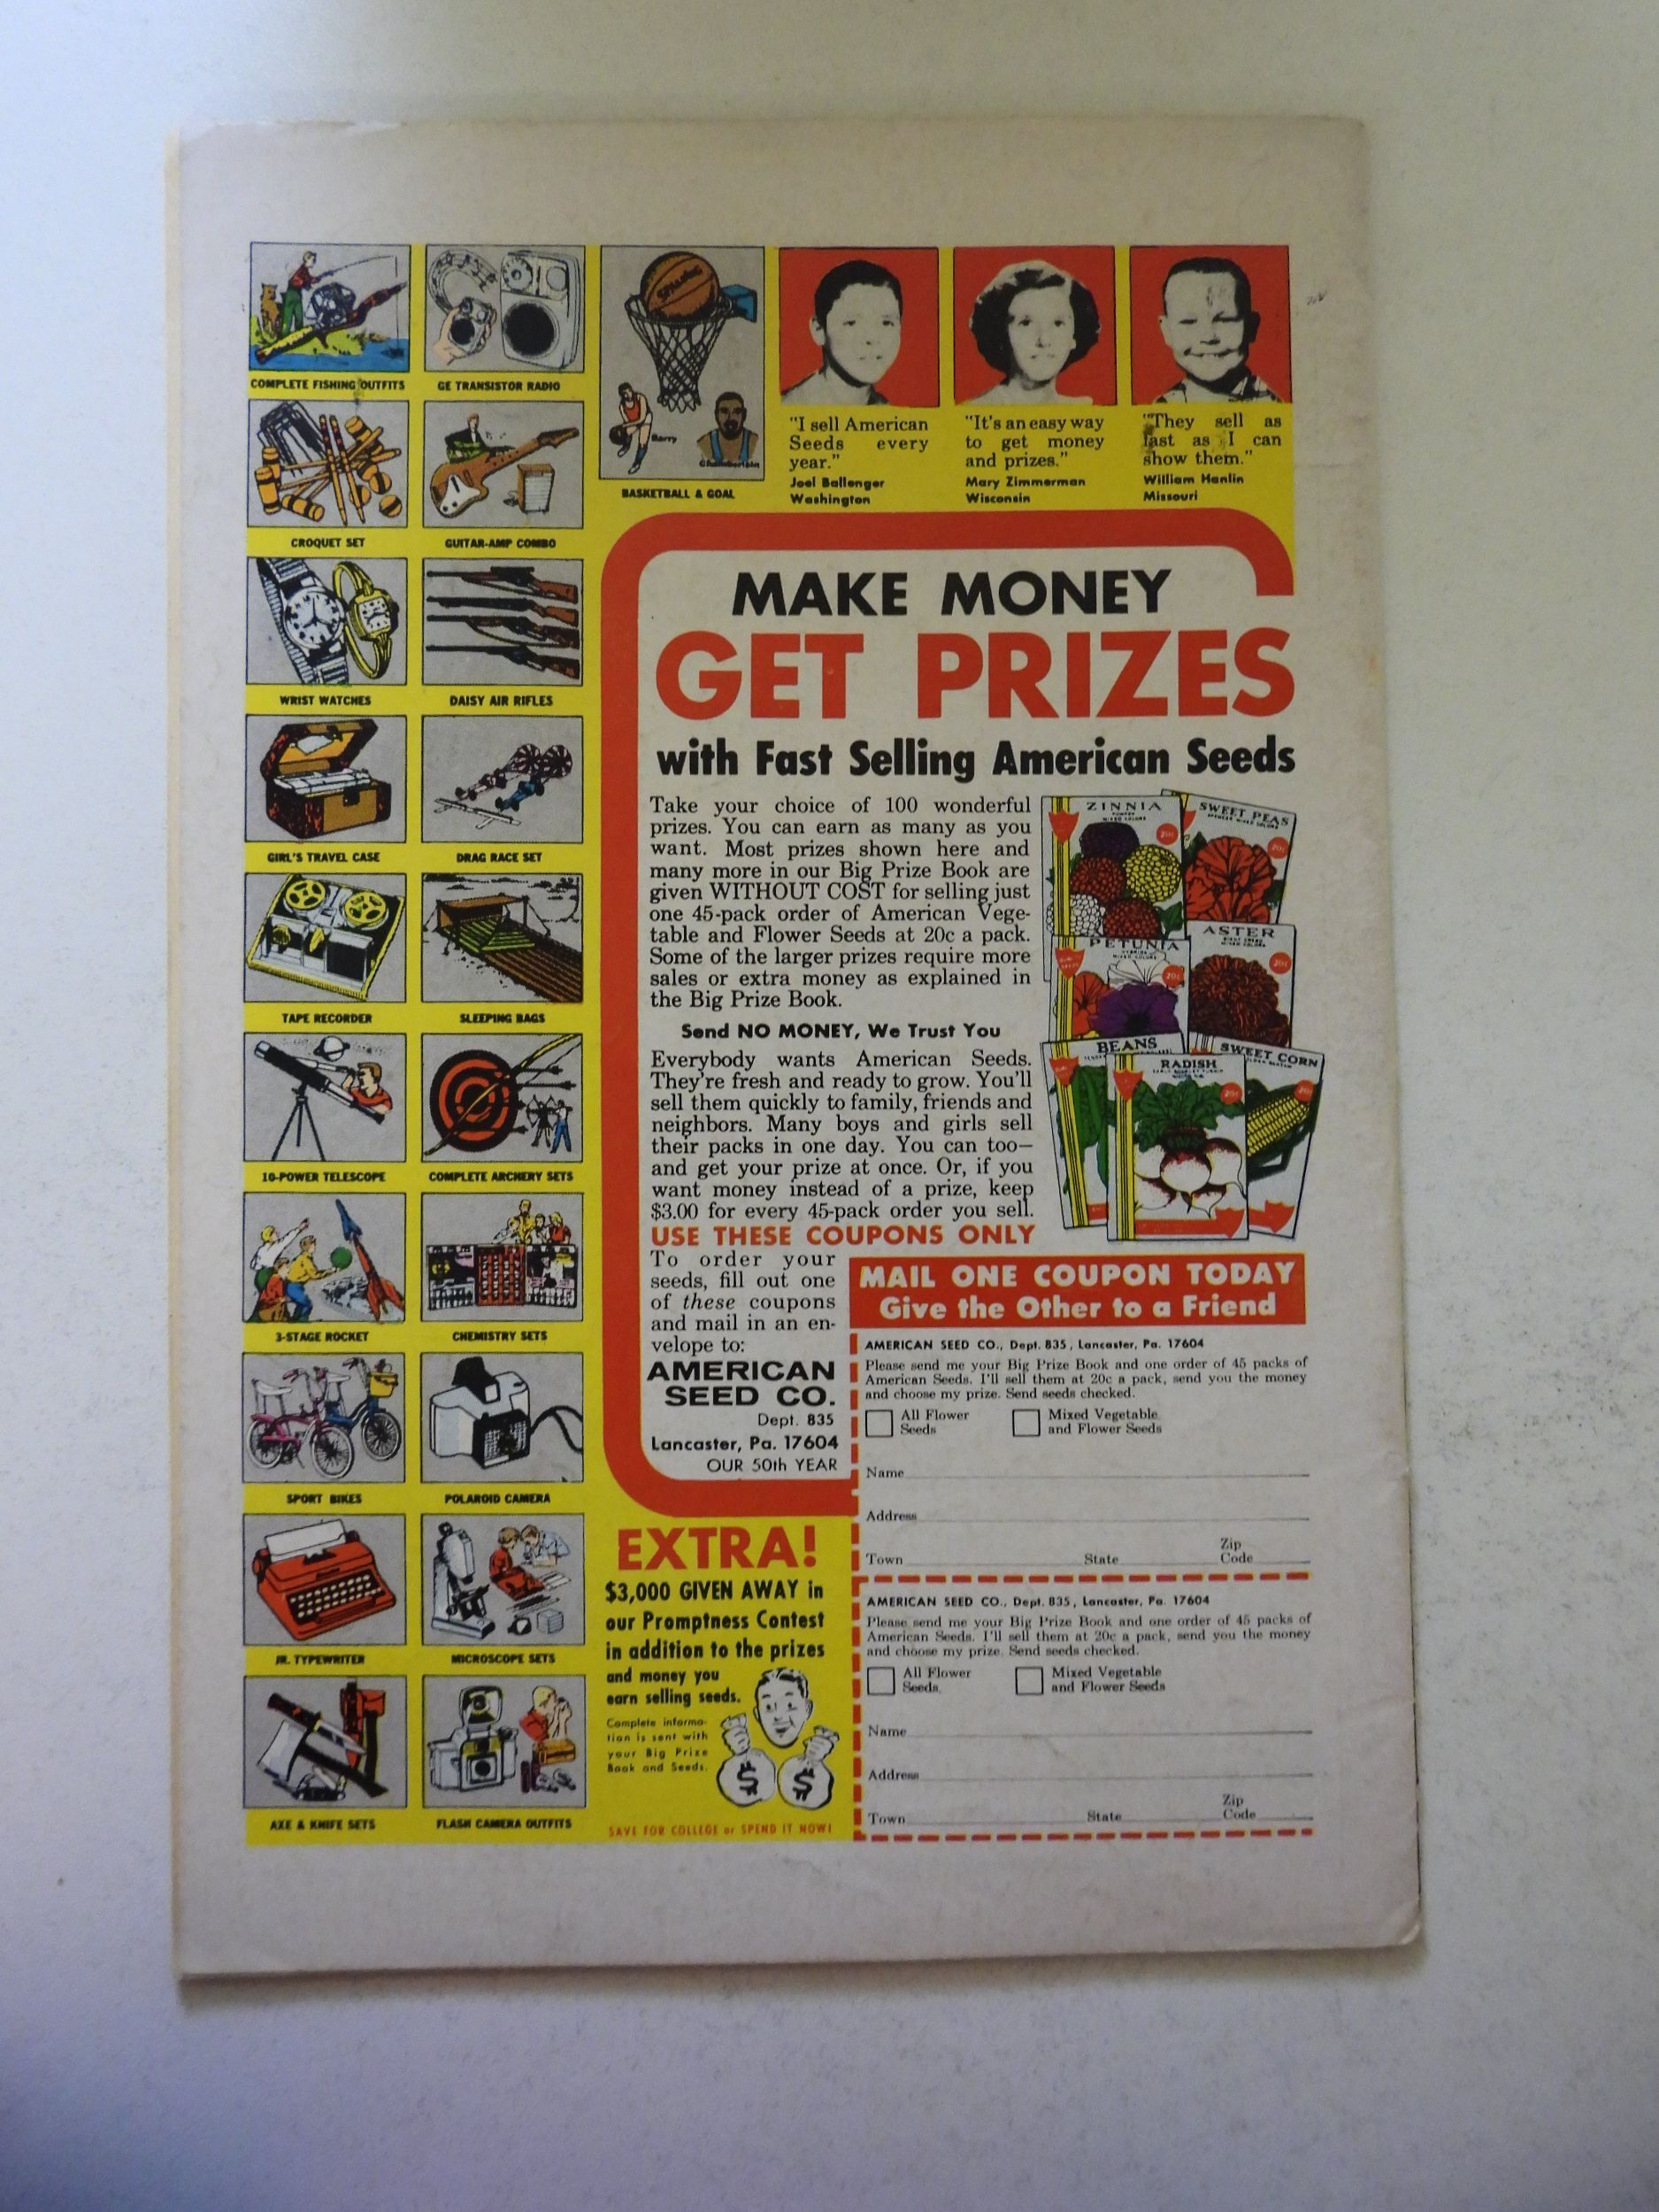 COMPLETE FISHING OUTFITS
GE TRANSISTOR RADIO
Spalding
Barry
Chamberlain
BASKETBALL & GOAL
"I sell American
Seeds every
year."
Joel Ballenger
Washington
"It's an easy way
to get money
and prizes."
Mary Zimmerman
Wisconsin
"They sell as
fast as I can
show them."
William Hanlin
Missouri
CROQUET SET
GUITAR-AMP COMBO
WRIST WATCHES
DAISY AIR RIFLES
GIRL'S TRAVEL CASE
DRAG RACE SET
TAPE RECORDER
SLEEPING BAGS
10-POWER TELESCOPE
COMPLETE ARCHERY SETS
3-STAGE ROCKET
CHEMISTRY SETS
SPORT BIKES
POLAROID CAMERA
JR. TYPEWRITER
MICROSCOPE SETS
AXE & KNIFE SETS
FLASH CAMERA OUTFITS
MAKE MONEY
GET PRIZES
with Fast Selling American Seeds
Take your choice of 100 wonderful
prizes. You can earn as many as you
want. Most prizes shown here and
many more in our Big Prize Book are
given WITHOUT COST for selling just
one 45-pack order of American Vege-
table and Flower Seeds at 20c a pack.
Some of the larger prizes require more
sales or extra money as explained in
the Big Prize Book.
Send NO MONEY, We Trust You
Everybody wants American Seeds.
They're fresh and ready to grow. You'll
sell them quickly to family, friends and
neighbors. Many boys and girls sell
their packs in one day. You can too—
and get your prize at once. Or, if you
want money instead of a prize, keep
$3.00 for every 45-pack order you sell.
USE THESE COUPONS ONLY
To order your
seeds, fill out one
of these coupons
and mail in an en-
velope to:
AMERICAN
SEED CO.
Dept. 835
Lancaster, Pa. 17604
OUR 50th YEAR
ZINNIA
MIXED COLORS
20c
SWEET PEAS
20c
PETUNIA
MIXED COLORS
20c
ASTER
MIXED COLORS
20c
BEANS
RADISH
20c
SWEET CORN
20c
MAIL ONE COUPON TODAY
Give the Other to a Friend
AMERICAN SEED CO., Dept. 835, Lancaster, Pa. 17604
Please send me your Big Prize Book and one order of 45 packs of
American Seeds. I'll sell them at 20c a pack, send you the money
and choose my prize. Send seeds checked.
All Flower
Seeds
Mixed Vegetable
and Flower Seeds
Name
Address
Town State Zip
Code
AMERICAN SEED CO., Dept. 835, Lancaster, Pa. 17604
Please send me your Big Prize Book and one order of 45 packs of
American Seeds. I'll sell them at 20c a pack, send you the money
and choose my prize. Send seeds checked.
All Flower
Seeds
Mixed Vegetable
and Flower Seeds
Name
Address
Town State Zip
Code
EXTRA!
$3,000 GIVEN AWAY in
our Promptness Contest
in addition to the prizes
and money you
earn selling seeds.
Complete informa-
tion is sent with
your Big Prize
Book and Seeds.
$ $
SAVE FOR COLLEGE or SPEND IT NOW!